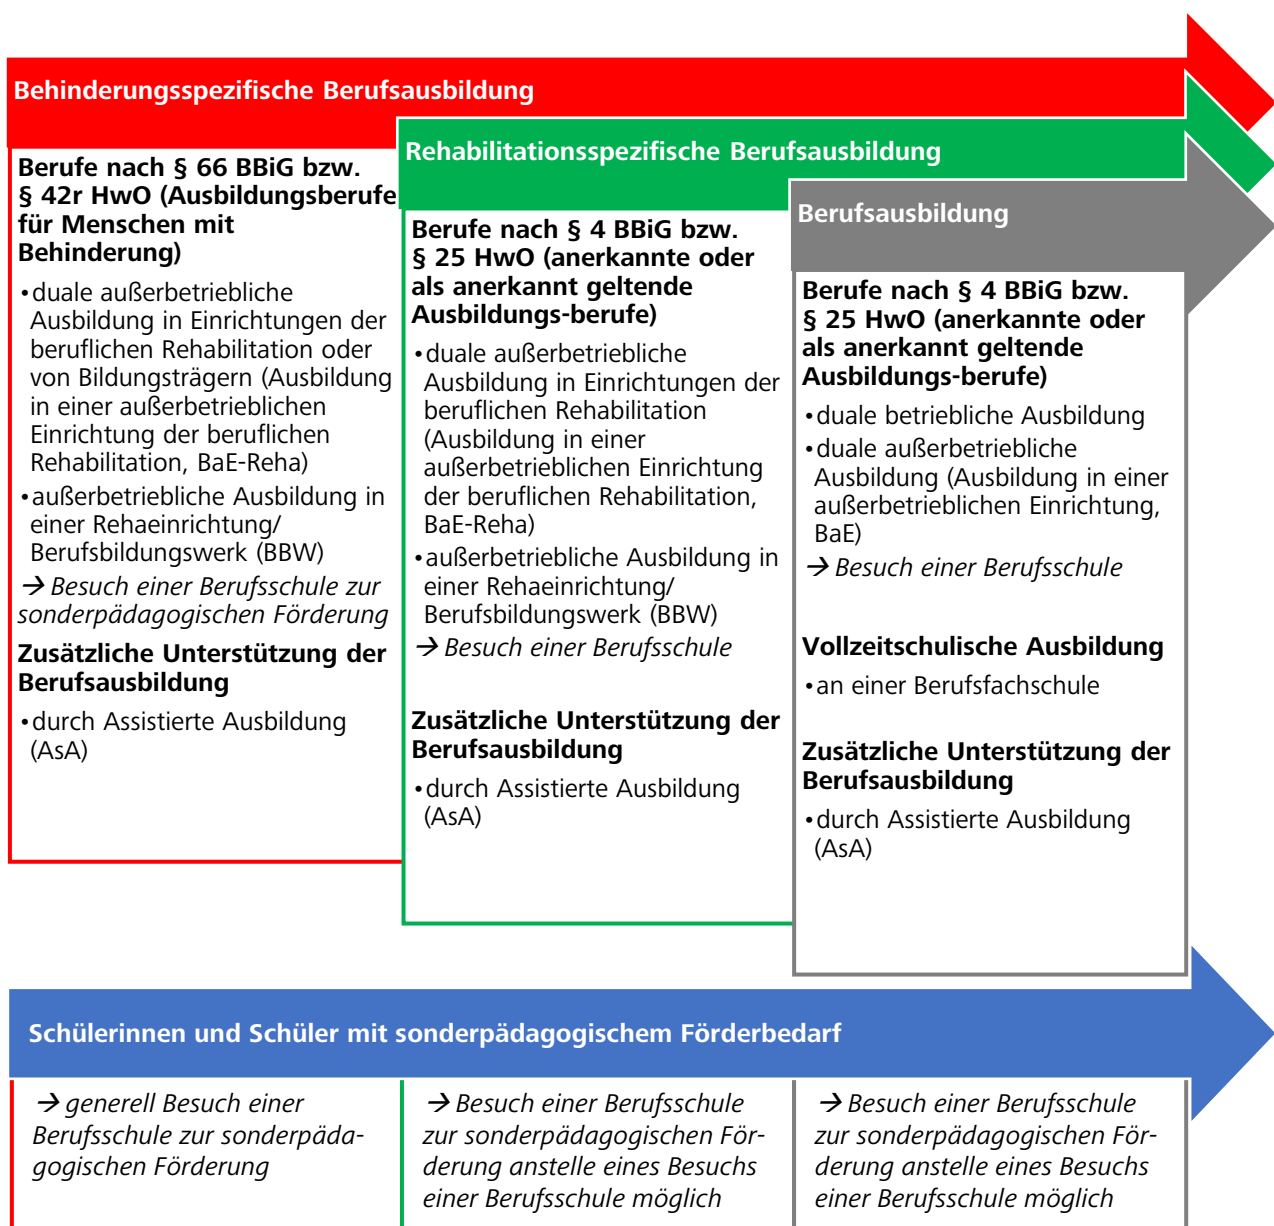 Behinderungsspezifische Berufsausbildung
Berufe nach § 66 BBiG bzw.
§ 42r HwO (Ausbildungsberufe
für Menschen mit
Behinderung)
•duale außerbetriebliche
Ausbildung in Einrichtungen der
beruflichen Rehabilitation oder
von Bildungsträgern (Ausbildung
in einer außerbetrieblichen
Einrichtung der beruflichen
Rehabilitation, BaE-Reha)
•außerbetriebliche Ausbildung in
einer Rehaeinrichtung/
Berufsbildungswerk (BBW)
→ Besuch einer Berufsschule zur
sonderpädagogischen Förderung
Zusätzliche Unterstützung der
Berufsausbildung
•durch Assistierte Ausbildung
(AsA)
Rehabilitationsspezifische Berufsausbildung
Berufe nach § 4 BBiG bzw.
§ 25 HwO (anerkannte oder
als anerkannt geltende
Ausbildungs-berufe)
•duale außerbetriebliche
Ausbildung in Einrichtungen der
beruflichen Rehabilitation
(Ausbildung in einer
außerbetrieblichen Einrichtung
der beruflichen Rehabilitation,
BaE-Reha)
•außerbetriebliche Ausbildung in
einer Rehaeinrichtung/
Berufsbildungswerk (BBW)
→ Besuch einer Berufsschule
Zusätzliche Unterstützung der
Berufsausbildung
•durch Assistierte Ausbildung
(AsA)
Berufsausbildung
Berufe nach § 4 BBiG bzw.
§ 25 HwO (anerkannte oder
als anerkannt geltende
Ausbildungs-berufe)
•duale betriebliche Ausbildung
•duale außerbetriebliche
Ausbildung (Ausbildung in einer
außerbetrieblichen Einrichtung,
BaE)
→ Besuch einer Berufsschule
Vollzeitschulische Ausbildung
•an einer Berufsfachschule
Zusätzliche Unterstützung der
Berufsausbildung
•durch Assistierte Ausbildung
(AsA)
Schülerinnen und Schüler mit sonderpädagogischem Förderbedarf
→ generell Besuch einer
Berufsschule zur sonderpäda-
gogischen Förderung
→ Besuch einer Berufsschule
zur sonderpädagogischen För-
derung anstelle eines Besuchs
einer Berufsschule möglich
→ Besuch einer Berufsschule
zur sonderpädagogischen För-
derung anstelle eines Besuchs
einer Berufsschule möglich